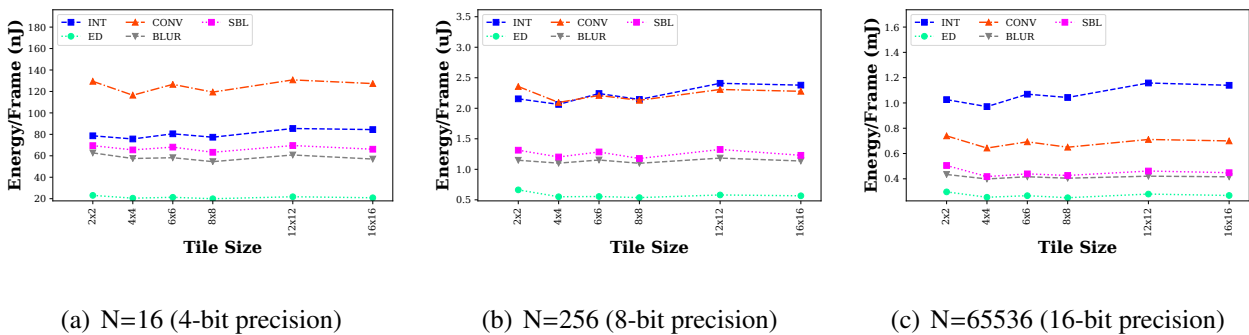 Energy/Frame (nJ)
180
160
140
120
100
80
60
40
20
INT
ED
CONV
BLUR
SBL
2x2
4x4
6x6
8x8
12x12
16x16
Tile Size
(a) N=16 (4-bit precision)
Energy/Frame (uJ)
3.5
3.0
2.5
2.0
1.5
1.0
0.5
INT
ED
CONV
BLUR
SBL
2x2
4x4
6x6
8x8
12x12
16x16
Tile Size
(b) N=256 (8-bit precision)
Energy/Frame (mJ)
1.6
1.4
1.2
1.0
0.8
0.6
0.4
INT
ED
CONV
BLUR
SBL
2x2
4x4
6x6
8x8
12x12
16x16
Tile Size
(c) N=65536 (16-bit precision)